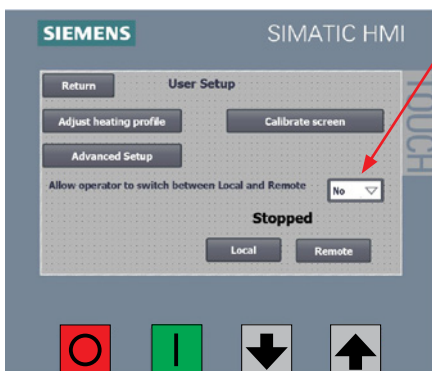 SIEMENS
SIMATIC HMI
TOUCH
Return
User Setup
Adjust heating profile
Calibrate screen
Advanced Setup
Allow operator to switch between Local and Remote
No
Stopped
Local
Remote